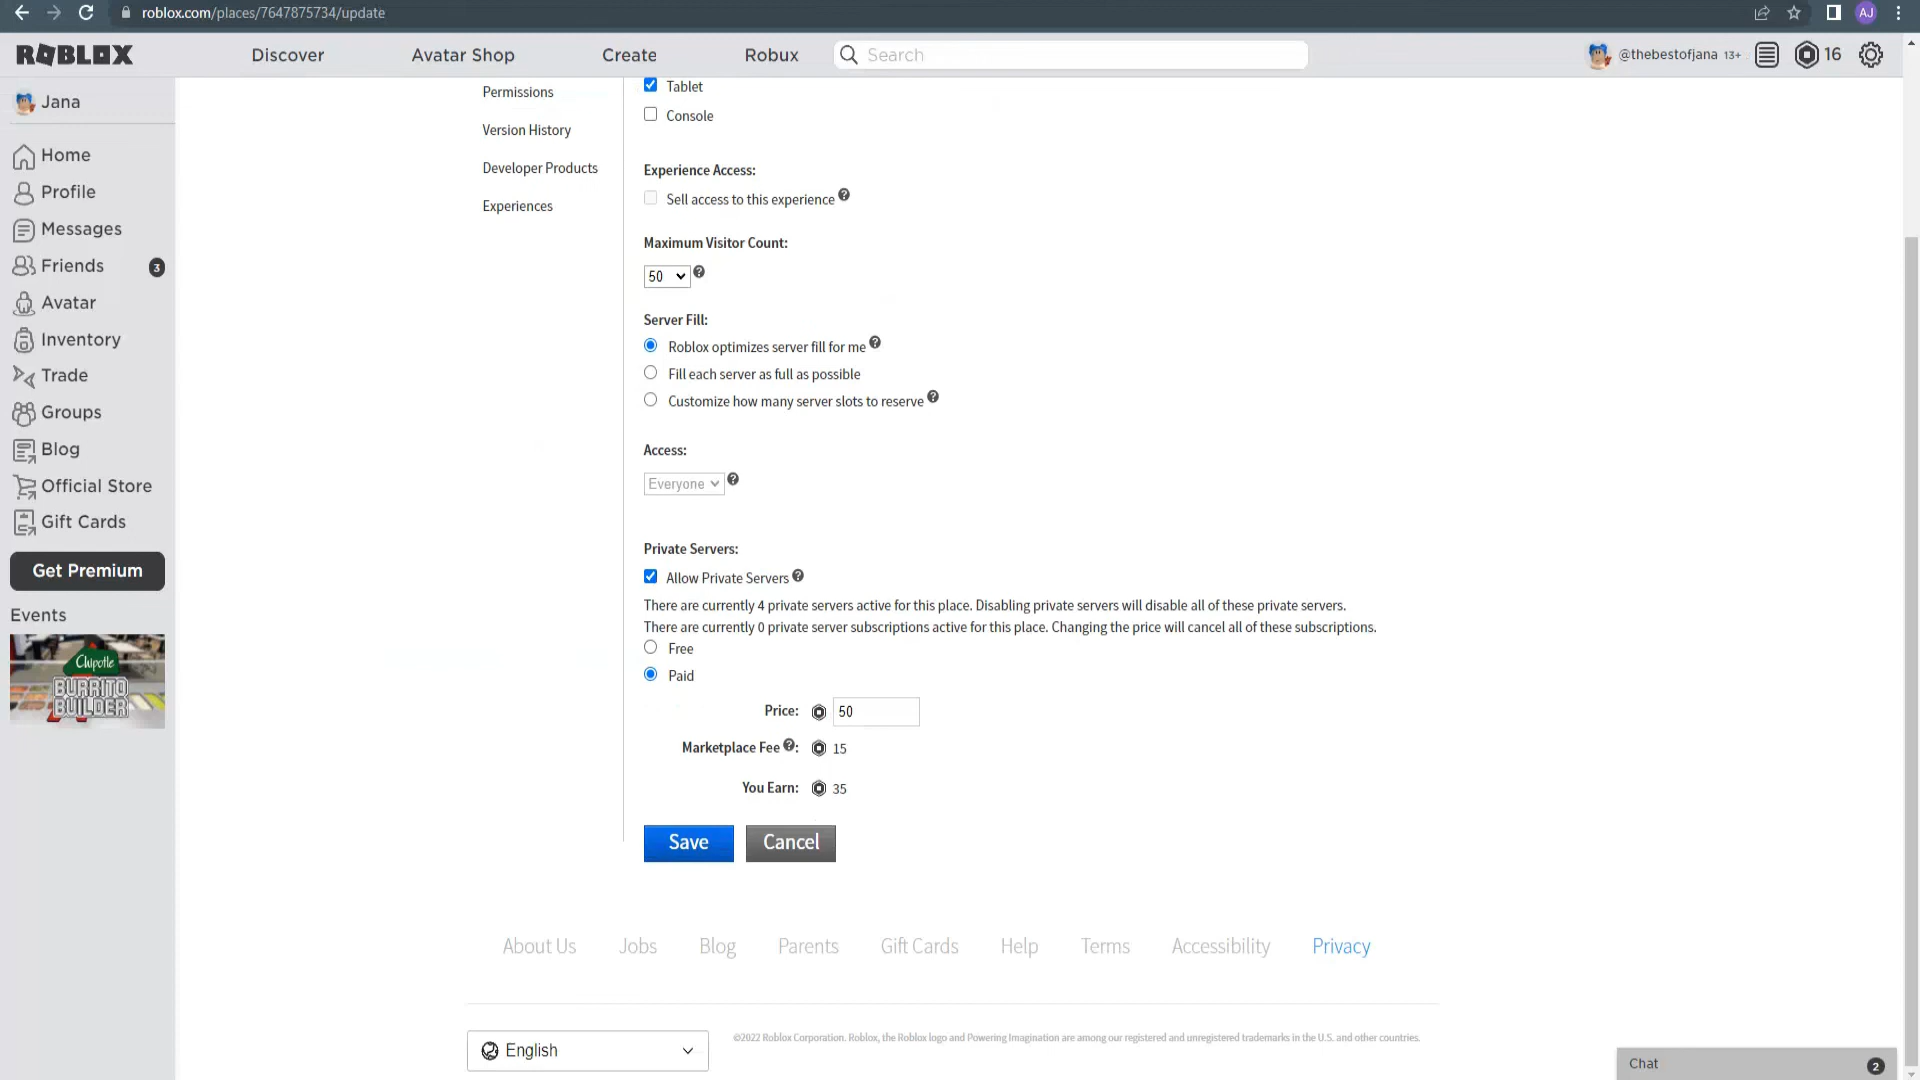 roblox.com/places/7647875734/update
AJ
ROBLOX
Discover
Avatar Shop
Create
Robux
Search
@thebestofjana 13+
16
Jana
Home
Profile
Messages
Friends
3
Avatar
Inventory
Trade
Groups
Blog
Official Store
Gift Cards
Get Premium
Events
Chipotle
BURRITO
BUILDER
Permissions
Version History
Developer Products
Experiences
Tablet
Console
Experience Access:
Sell access to this experience ?
Maximum Visitor Count:
50 ?
Server Fill:
Roblox optimizes server fill for me ?
Fill each server as full as possible
Customize how many server slots to reserve ?
Access:
Everyone ?
Private Servers:
Allow Private Servers ?
There are currently 4 private servers active for this place. Disabling private servers will disable all of these private servers.
There are currently 0 private server subscriptions active for this place. Changing the price will cancel all of these subscriptions.
Free
Paid
Price: 50
Marketplace Fee ?: 15
You Earn: 35
Save
Cancel
About Us
Jobs
Blog
Parents
Gift Cards
Help
Terms
Accessibility
Privacy
English
©2022 Roblox Corporation. Roblox, the Roblox logo and Powering Imagination are among our registered and unregistered trademarks in the U.S. and other countries.
Chat
2